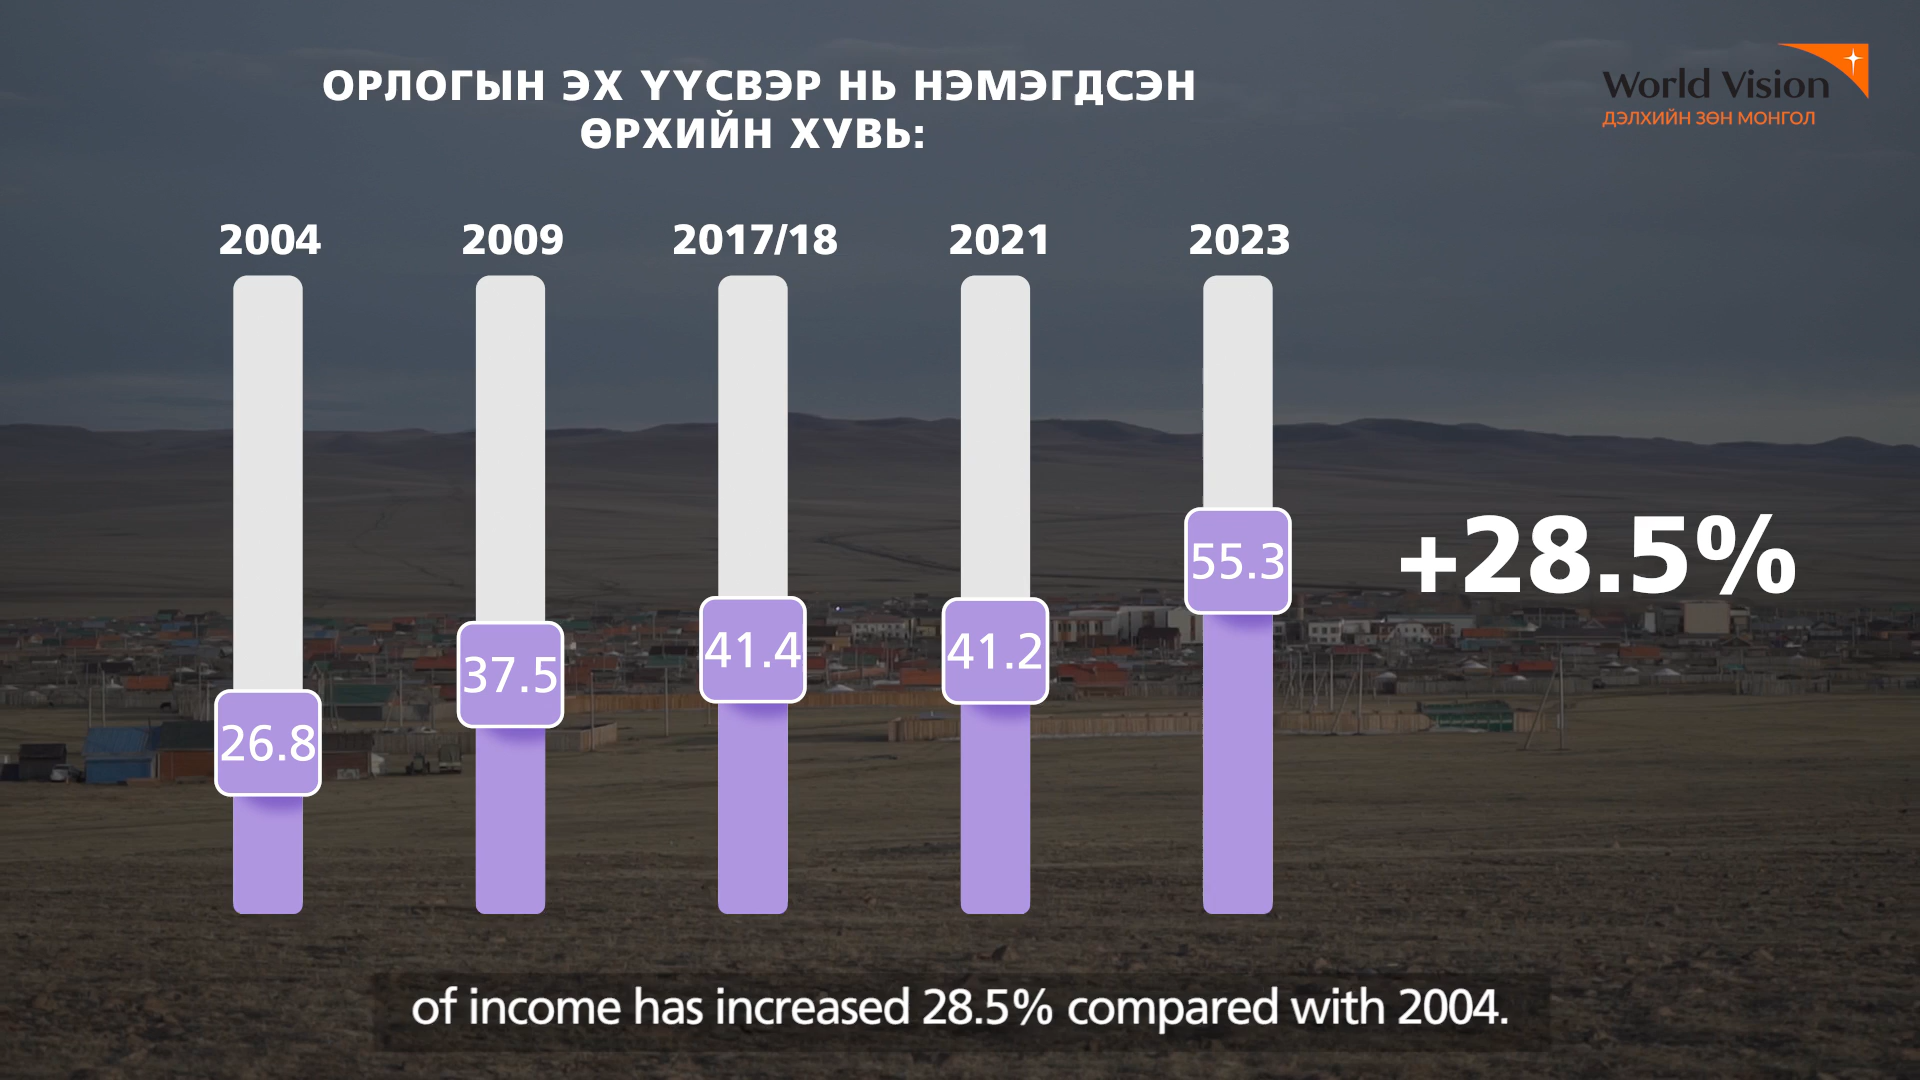 ОРЛОГЫН ЭХ ҮҮСВЭР НЬ НЭМЭГДСЭН
ӨРХИЙН ХУВЬ:
World Vision
ДЭЛХИЙН ЗӨН МОНГОЛ
2004 2009 2017/18 2021 2023
26.8 37.5 41.4 41.2 55.3
+28.5%
of income has increased 28.5% compared with 2004.